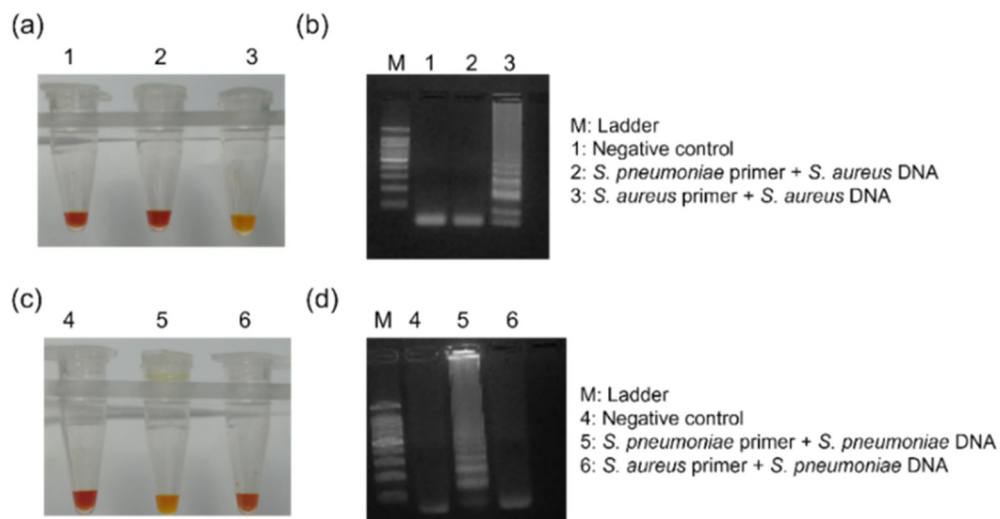 (a)
1 2 3
(b)
M 1 2 3
M: Ladder
1: Negative control
2: S. pneumoniae primer + S. aureus DNA
3: S. aureus primer + S. aureus DNA
(c)
4 5 6
(d)
M 4 5 6
M: Ladder
4: Negative control
5: S. pneumoniae primer + S. pneumoniae DNA
6: S. aureus primer + S. pneumoniae DNA